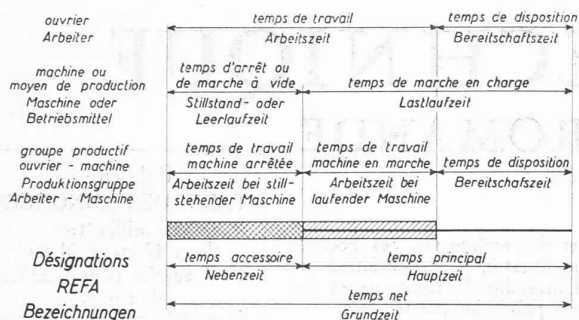 ouvrier temps de travail temps de disposition
Arbeiter Arbeitszeit Bereitschaftszeit
machine ou temps d'arrêt ou
moyen de production de marche à vide temps de marche en charge
Maschine oder Stillstand- oder Lastlaufzeit
Betriebsmittel Leerlaufzeit
groupe productif temps de travail temps de travail
ouvrier - machine machine arrêtée machine en marche temps de disposition
Produktionsgruppe Arbeitszeit bei still- Arbeitszeit bei Bereitschafszeit
Arbeiter - Maschine stehender Maschine laufender Maschine
Désignations temps accessoire temps principal
Nebenzeit Hauptzeit
REFA temps net
Bezeichnungen Grundzeit